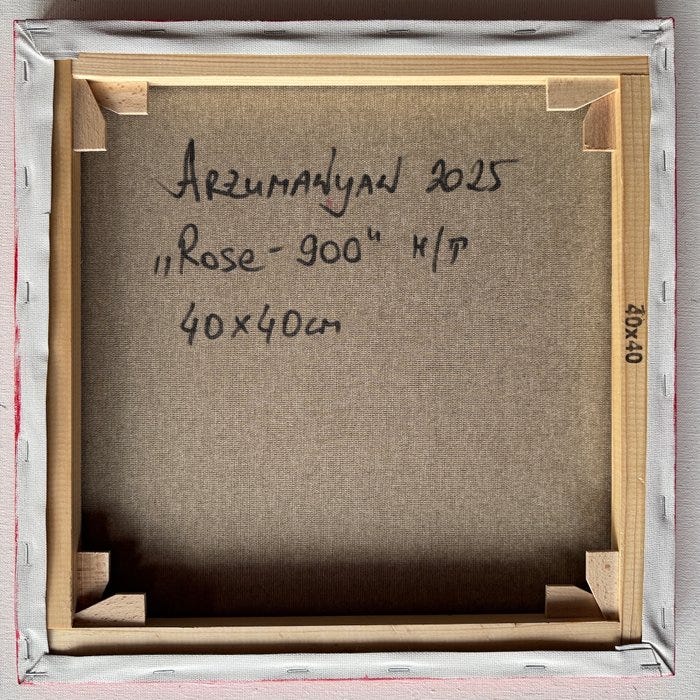 Arzumanyan 2025
„Rose-900“ н/т
40x40cm
40x40